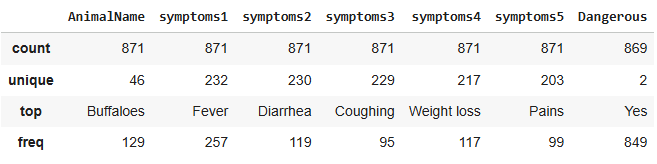 AnimalName symptoms1 symptoms2 symptoms3 symptoms4 symptoms5 Dangerous
count 871 871 871 871 871 871 869
unique 46 232 230 229 217 203 2
top Buffaloes Fever Diarrhea Coughing Weight loss Pains Yes
freq 129 257 119 95 117 99 849